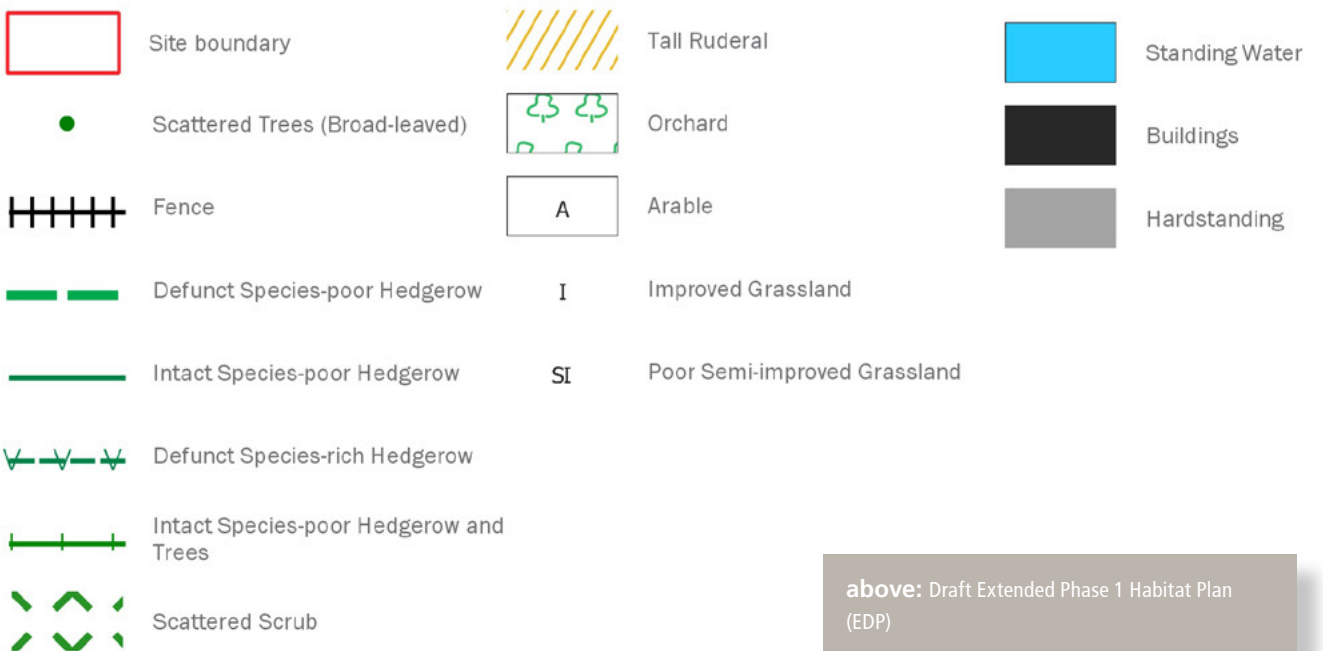 Site boundary
Scattered Trees (Broad-leaved)
Fence
Defunct Species-poor Hedgerow
Intact Species-poor Hedgerow
Defunct Species-rich Hedgerow
Intact Species-poor Hedgerow and
Trees
Scattered Scrub
Tall Ruderal
Orchard
A Arable
I Improved Grassland
SI Poor Semi-improved Grassland
Standing Water
Buildings
Hardstanding
above: Draft Extended Phase 1 Habitat Plan
(EDP)